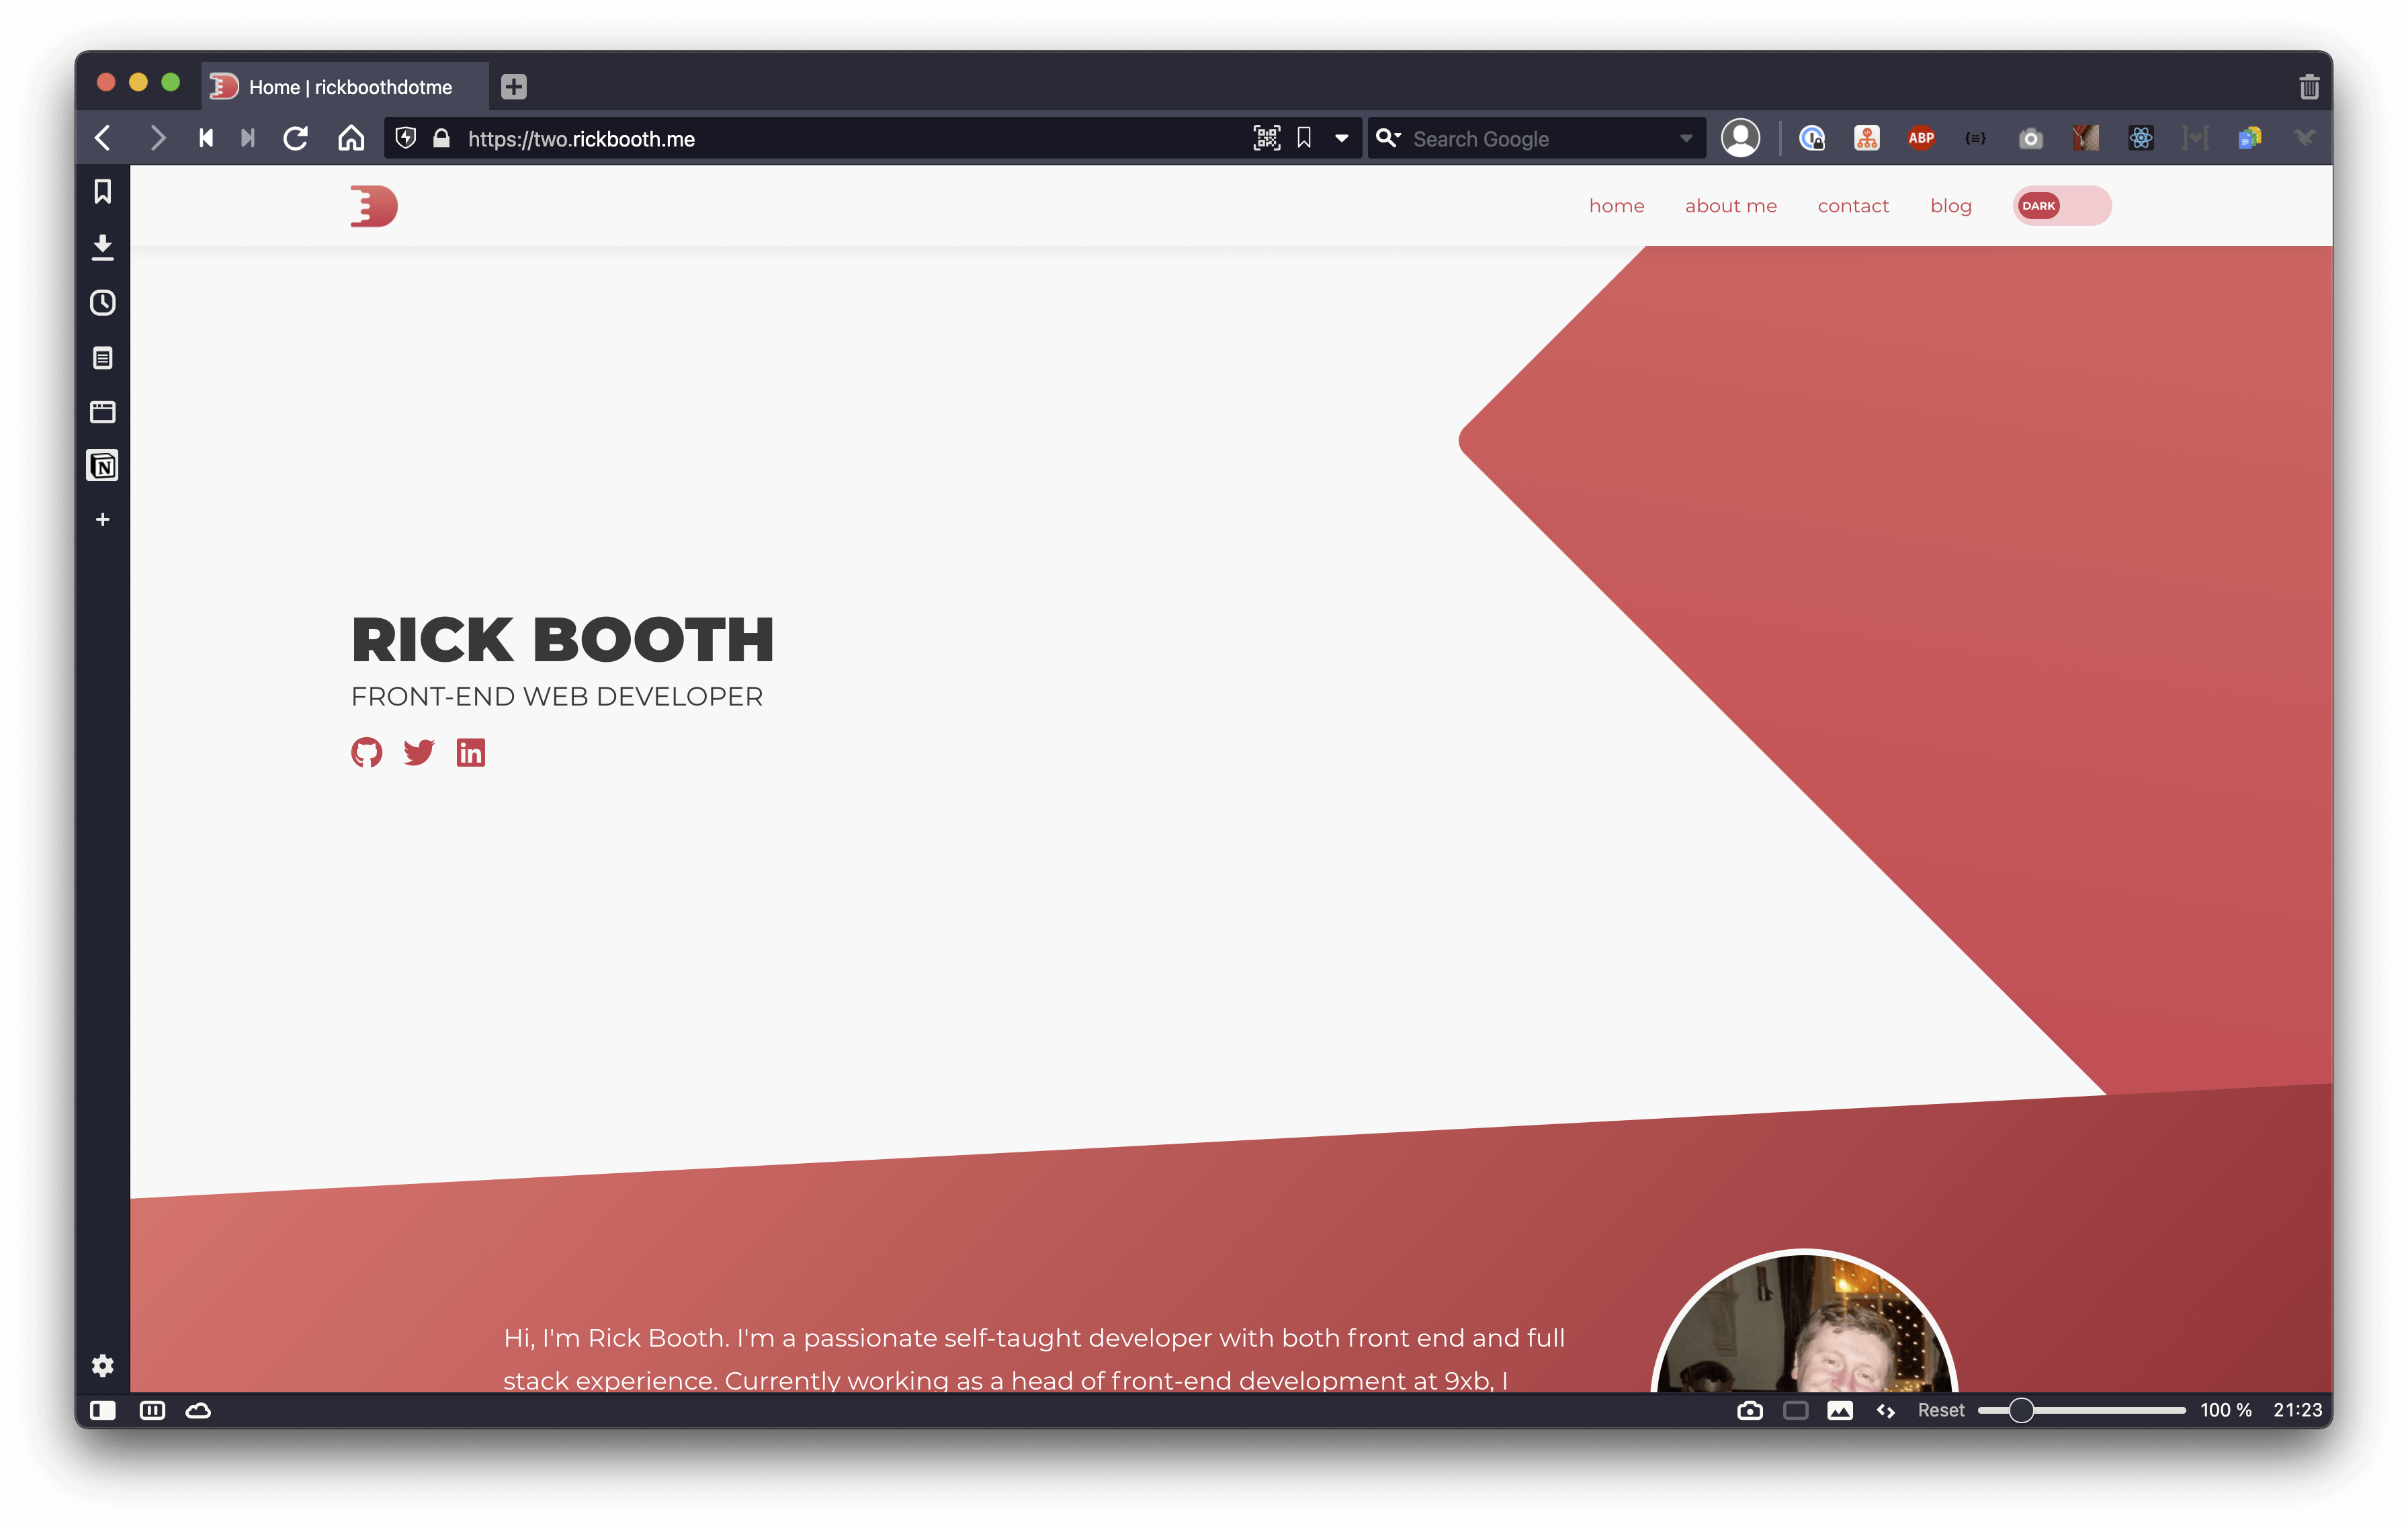 Home | rickboothdotme
https://two.rickbooth.me
Search Google
ABP
home about me contact blog DARK
RICK BOOTH
FRONT-END WEB DEVELOPER
Hi, I'm Rick Booth. I'm a passionate self-taught developer with both front end and full
stack experience. Currently working as a head of front-end development at 9xb, I
Reset 100 % 21:23